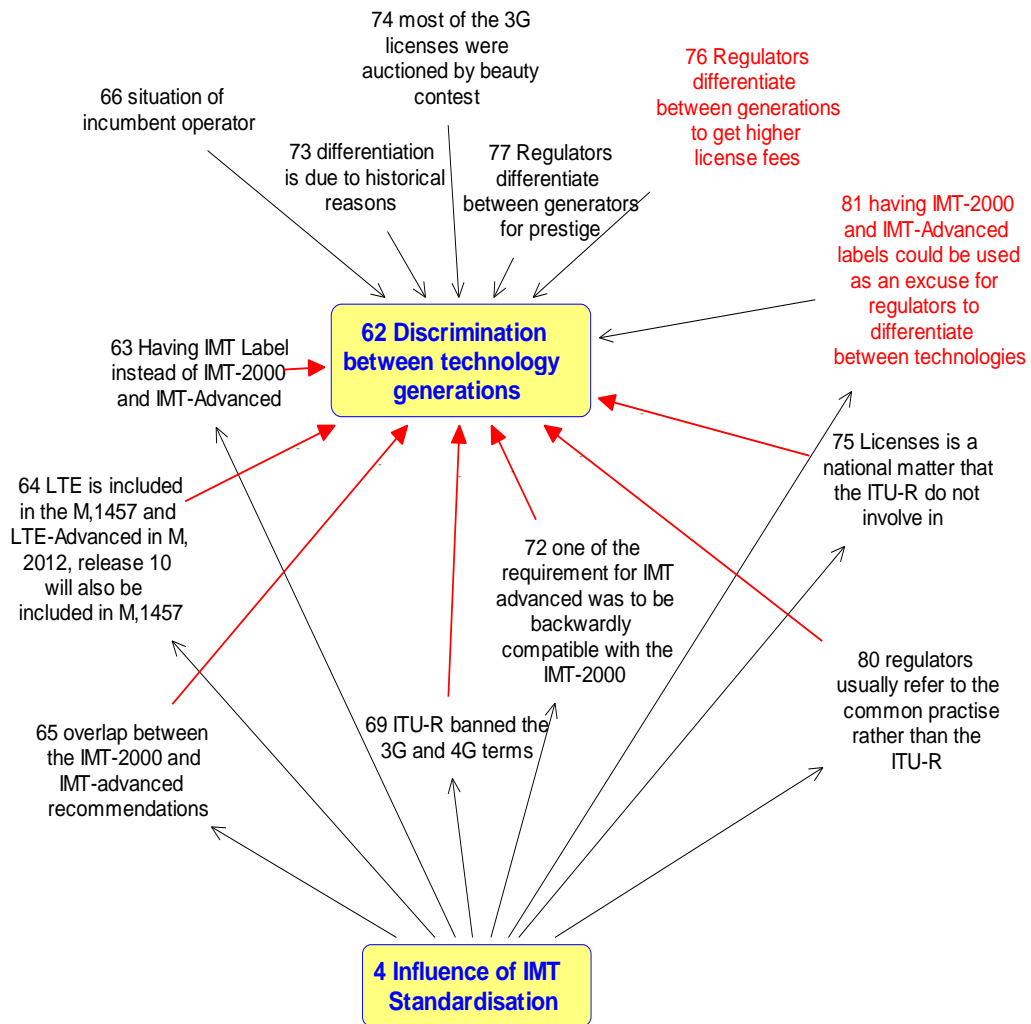 74 most of the 3G
licenses were
auctioned by beauty
contest
76 Regulators
differentiate
between generations
to get higher
license fees
66 situation of
incumbent operator
73 differentiation
is due to historical
reasons
77 Regulators
differentiate
between generators
for prestige
81 having IMT-2000
and IMT-Advanced
labels could be used
as an excuse for
regulators to
differentiate
between technologies
62 Discrimination
between technology
generations
63 Having IMT Label
instead of IMT-2000
and IMT-Advanced
75 Licenses is a
national matter that
the ITU-R do not
involve in
64 LTE is included
in the M,1457 and
LTE-Advanced in M,
2012, release 10
will also be
included in M,1457
72 one of the
requirement for IMT
advanced was to be
backwardly
compatible with the
IMT-2000
80 regulators
usually refer to the
common practise
rather than the
ITU-R
65 overlap between
the IMT-2000 and
IMT-advanced
recommendations
69 ITU-R banned the
3G and 4G terms
4 Influence of IMT
Standardisation